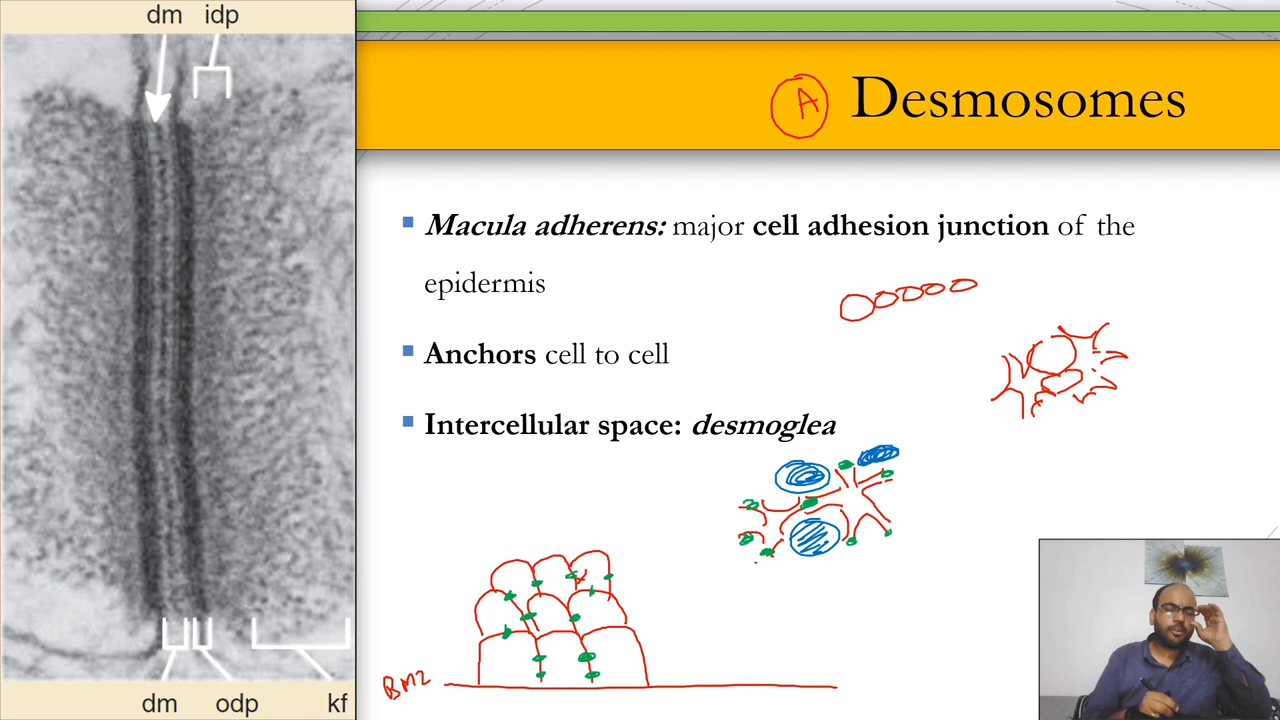 dm idp
A Desmosomes
Macula adherens: major cell adhesion junction of the
epidermis
Anchors cell to cell
Intercellular space: desmoglea
BMZ
dm odp kf